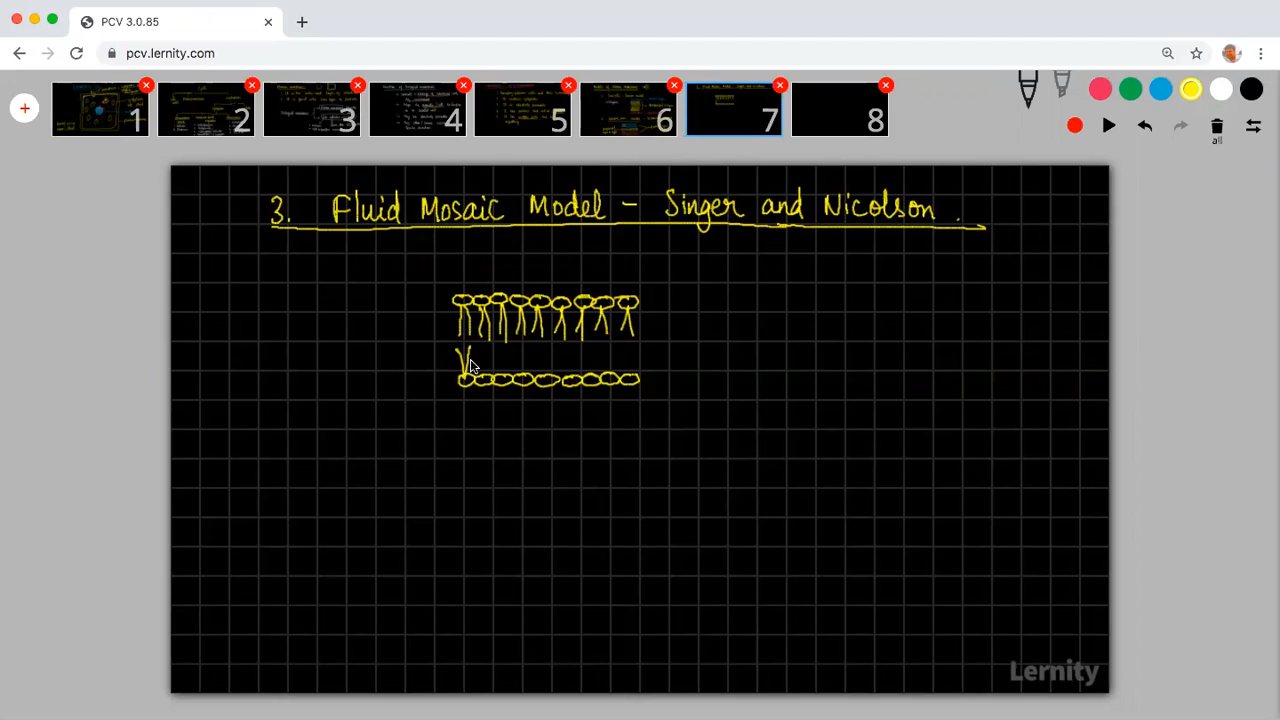 PCV 3.0.85
pcv.lernity.com
1 2 3 4 5 6 7 8
all
3. Fluid Mosaic Model - Singer and Nicolson.
Lernity